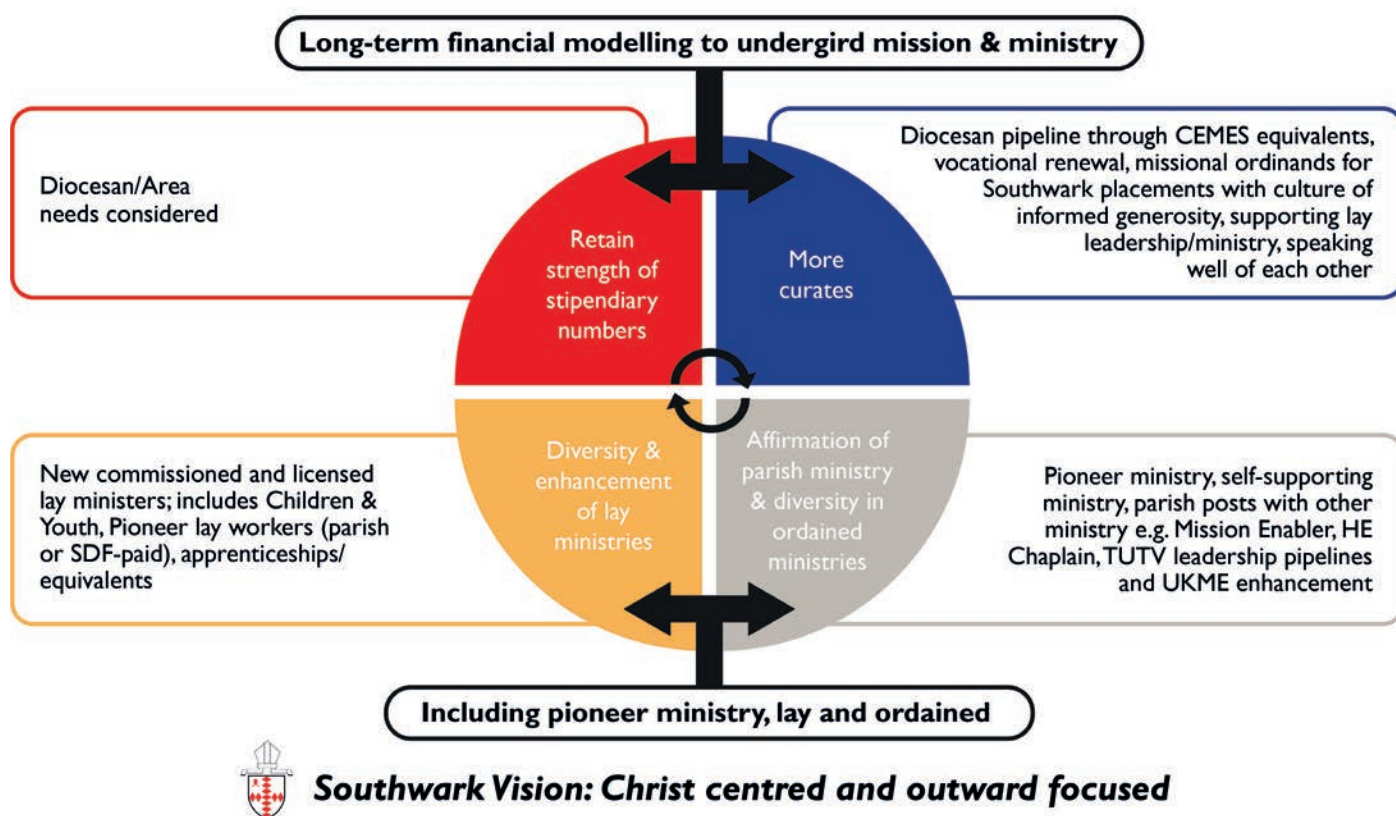 Long-term financial modelling to undergird mission & ministry
Diocesan/Area
needs considered
Retain
strength of
stipendiary
numbers
More
curates
Diocesan pipeline through CEMES equivalents,
vocational renewal, missional ordinands for
Southwark placements with culture of
informed generosity, supporting lay
leadership/ministry, speaking
well of each other
New commissioned and licensed
lay ministers; includes Children &
Youth, Pioneer lay workers (parish
or SDF-paid), apprenticeships/
equivalents
Diversity &
enhancement
of lay
ministries
Affirmation of
parish ministry
& diversity in
ordained
ministries
Pioneer ministry, self-supporting
ministry, parish posts with other
ministry e.g. Mission Enabler, HE
Chaplain, TUTV leadership pipelines
and UKME enhancement
Including pioneer ministry, lay and ordained
Southwark Vision: Christ centred and outward focused